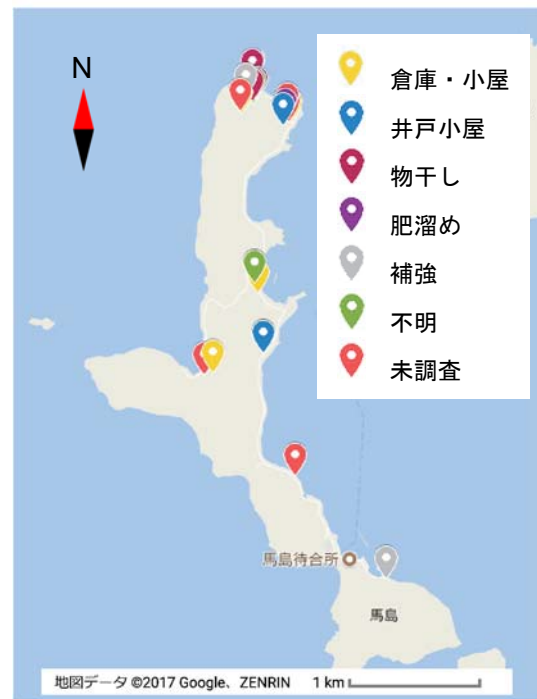 N
倉庫・小屋
井戸小屋
物干し
肥溜め
補強
不明
未調査
馬島待合所
馬島
地図データ ©2017 Google、ZENRIN 1 km